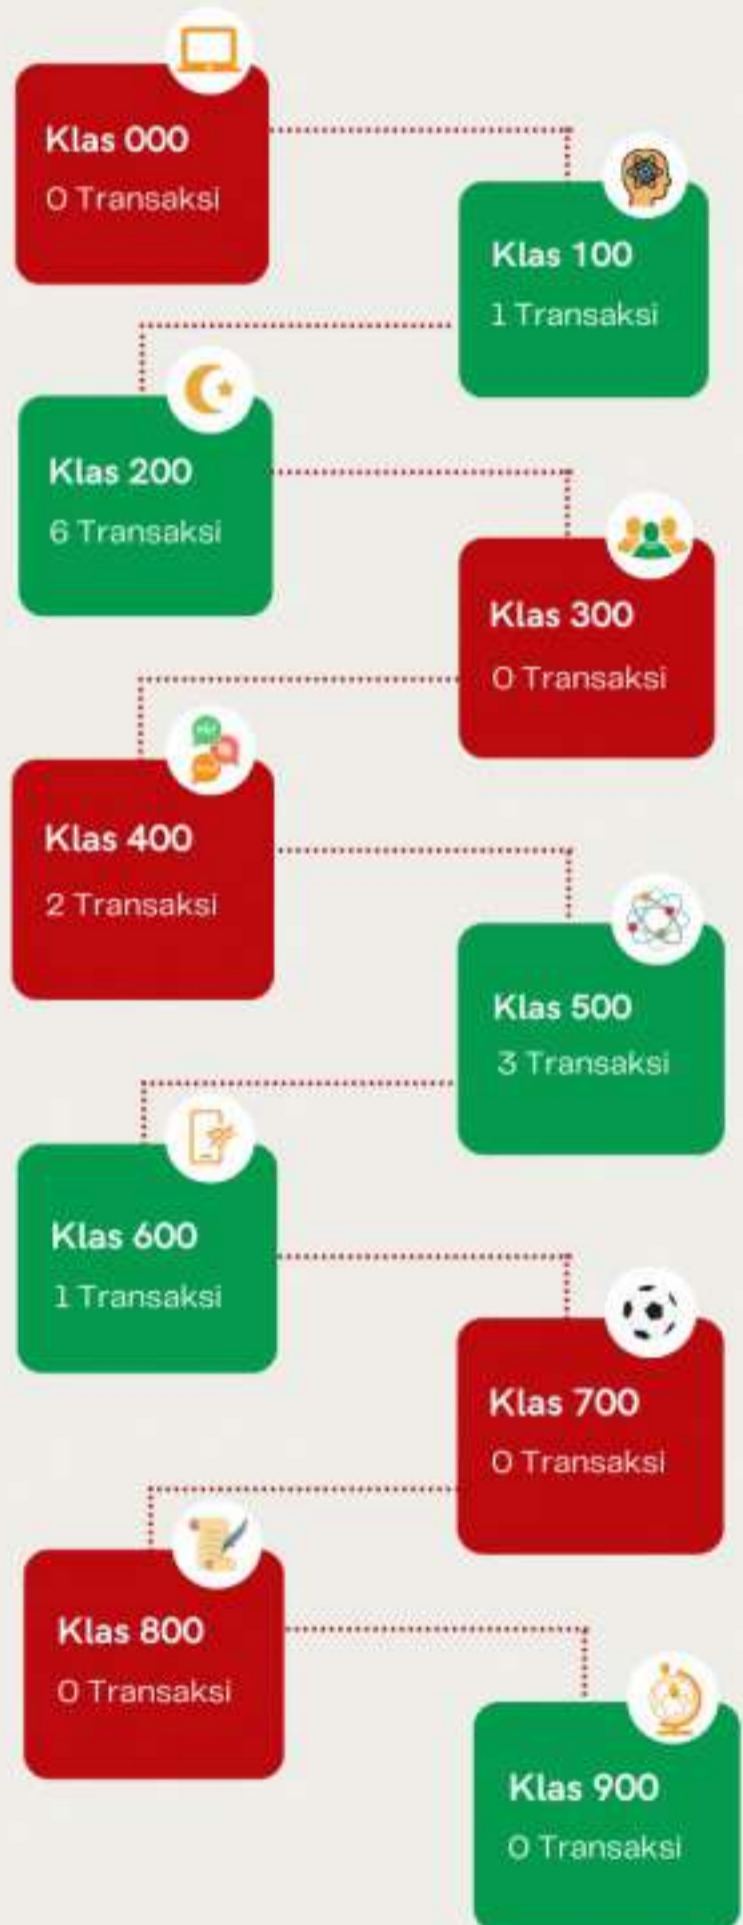 Klas 000
0 Transaksi
Klas 100
1 Transaksi
Klas 200
6 Transaksi
Klas 300
0 Transaksi
Klas 400
2 Transaksi
Klas 500
3 Transaksi
Klas 600
1 Transaksi
Klas 700
0 Transaksi
Klas 800
0 Transaksi
Klas 900
0 Transaksi